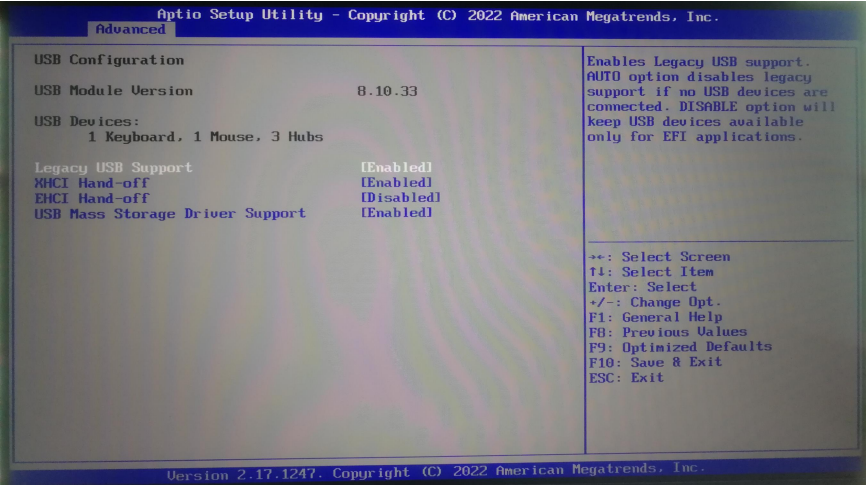 Aptio Setup Utility - Copyright (C) 2022 American Megatrends, Inc.
Advanced
USB Configuration
USB Module Version 8.10.33
USB Devices:
1 Keyboard, 1 Mouse, 3 Hubs
Legacy USB Support [Enabled]
XHCI Hand-off [Enabled]
EHCI Hand-off [Disabled]
USB Mass Storage Driver Support [Enabled]
Enables Legacy USB support.
AUTO option disables legacy
support if no USB devices are
connected. DISABLE option will
keep USB devices available
only for EFI applications.
→←: Select Screen
↑↓: Select Item
Enter: Select
+/-: Change Opt.
F1: General Help
F8: Previous Values
F9: Optimized Defaults
F10: Save & Exit
ESC: Exit
Version 2.17.1247. Copyright (C) 2022 American Megatrends, Inc.